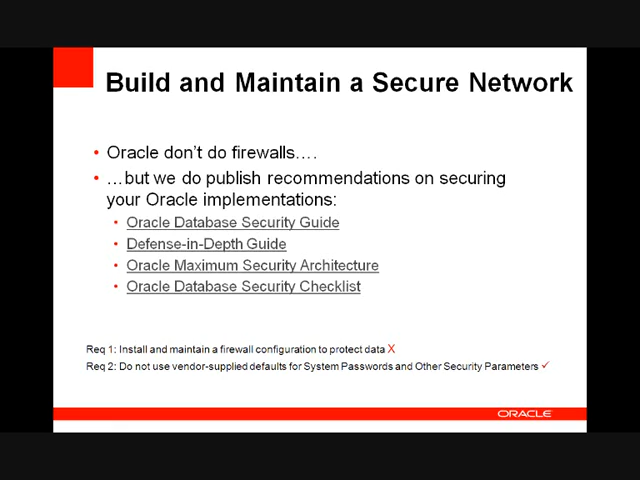 Build and Maintain a Secure Network
• Oracle don't do firewalls….
• …but we do publish recommendations on securing
your Oracle implementations:
• Oracle Database Security Guide
• Defense-in-Depth Guide
• Oracle Maximum Security Architecture
• Oracle Database Security Checklist
Req 1: Install and maintain a firewall configuration to protect data X
Req 2: Do not use vendor-supplied defaults for System Passwords and Other Security Parameters ✓
ORACLE